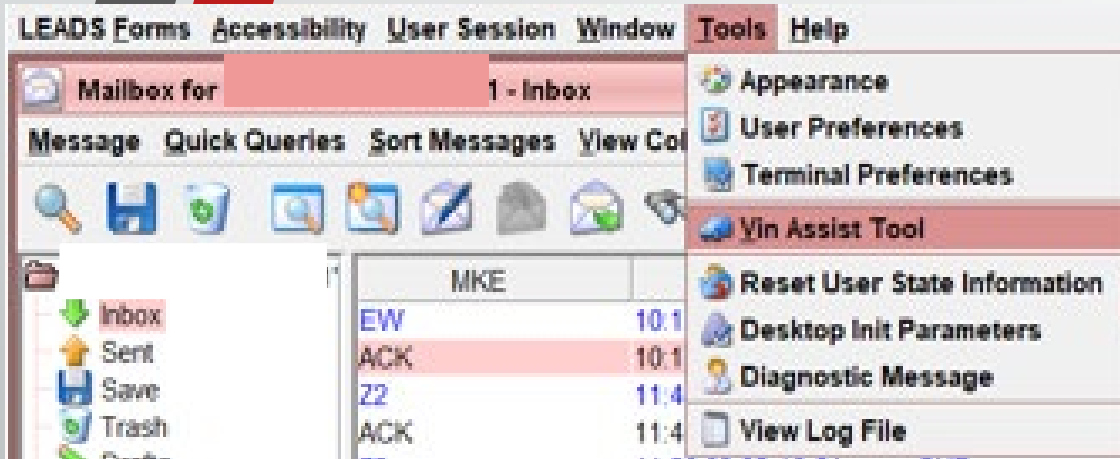 LEADS Forms Accessibility User Session Window Tools Help
Mailbox for 1 - Inbox
Message Quick Queries Sort Messages View Col
Appearance
User Preferences
Terminal Preferences
Vin Assist Tool
Reset User State Information
Desktop Init Parameters
Diagnostic Message
View Log File
MKE
Inbox
Sent
Save
Trash
EW 10:1
ACK 10:1
Z2 11:4
ACK 11:4